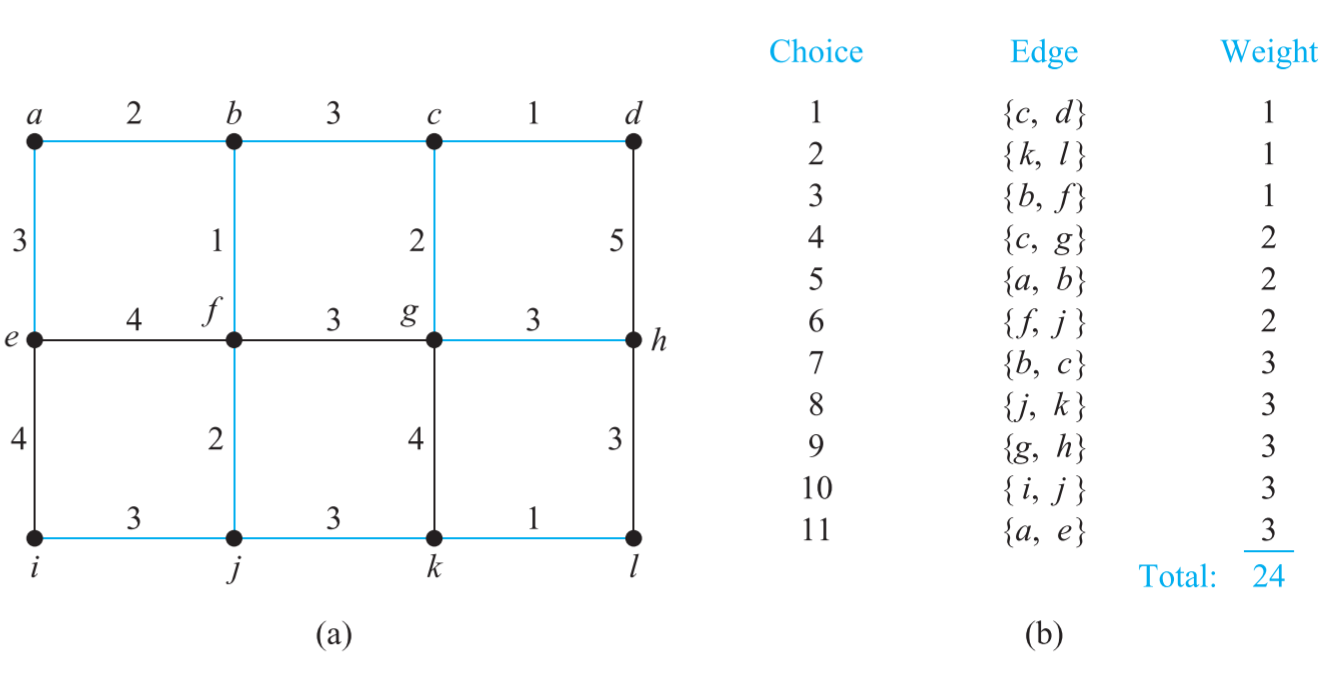 Choice Edge Weight
a 2 b 3 c 1 d
1 {c, d} 1
2 {k, l} 1
3 {b, f} 1
3 1 2 5
4 {c, g} 2
5 {a, b} 2
e 4 f 3 g 3 h
6 {f, j} 2
7 {b, c} 3
8 {j, k} 3
4 2 4 3
9 {g, h} 3
10 {i, j} 3
3 3 1
11 {a, e} 3
i j k l
Total: 24
(a) (b)